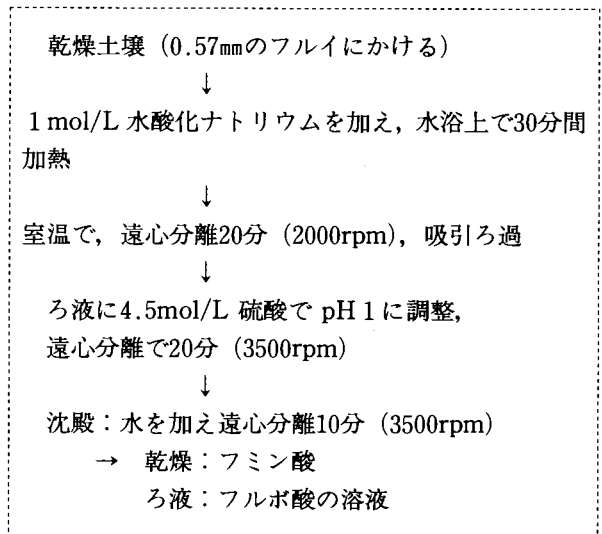 乾燥土壌（0.57㎜のフルイにかける）
↓
1 mol/L 水酸化ナトリウムを加え，水浴上で30分間
加熱
↓
室温で，遠心分離20分（2000rpm），吸引ろ過
↓
ろ液に4.5mol/L 硫酸で pH 1 に調整，
遠心分離で20分（3500rpm）
↓
沈殿：水を加え遠心分離10分（3500rpm）
→ 乾燥：フミン酸
ろ液：フルボ酸の溶液